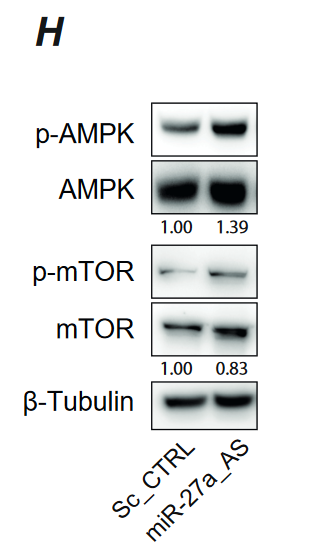 H
p-AMPK
AMPK
1.00 1.39
p-mTOR
mTOR
1.00 0.83
β-Tubulin
Sc_CTRL
miR-27a_AS